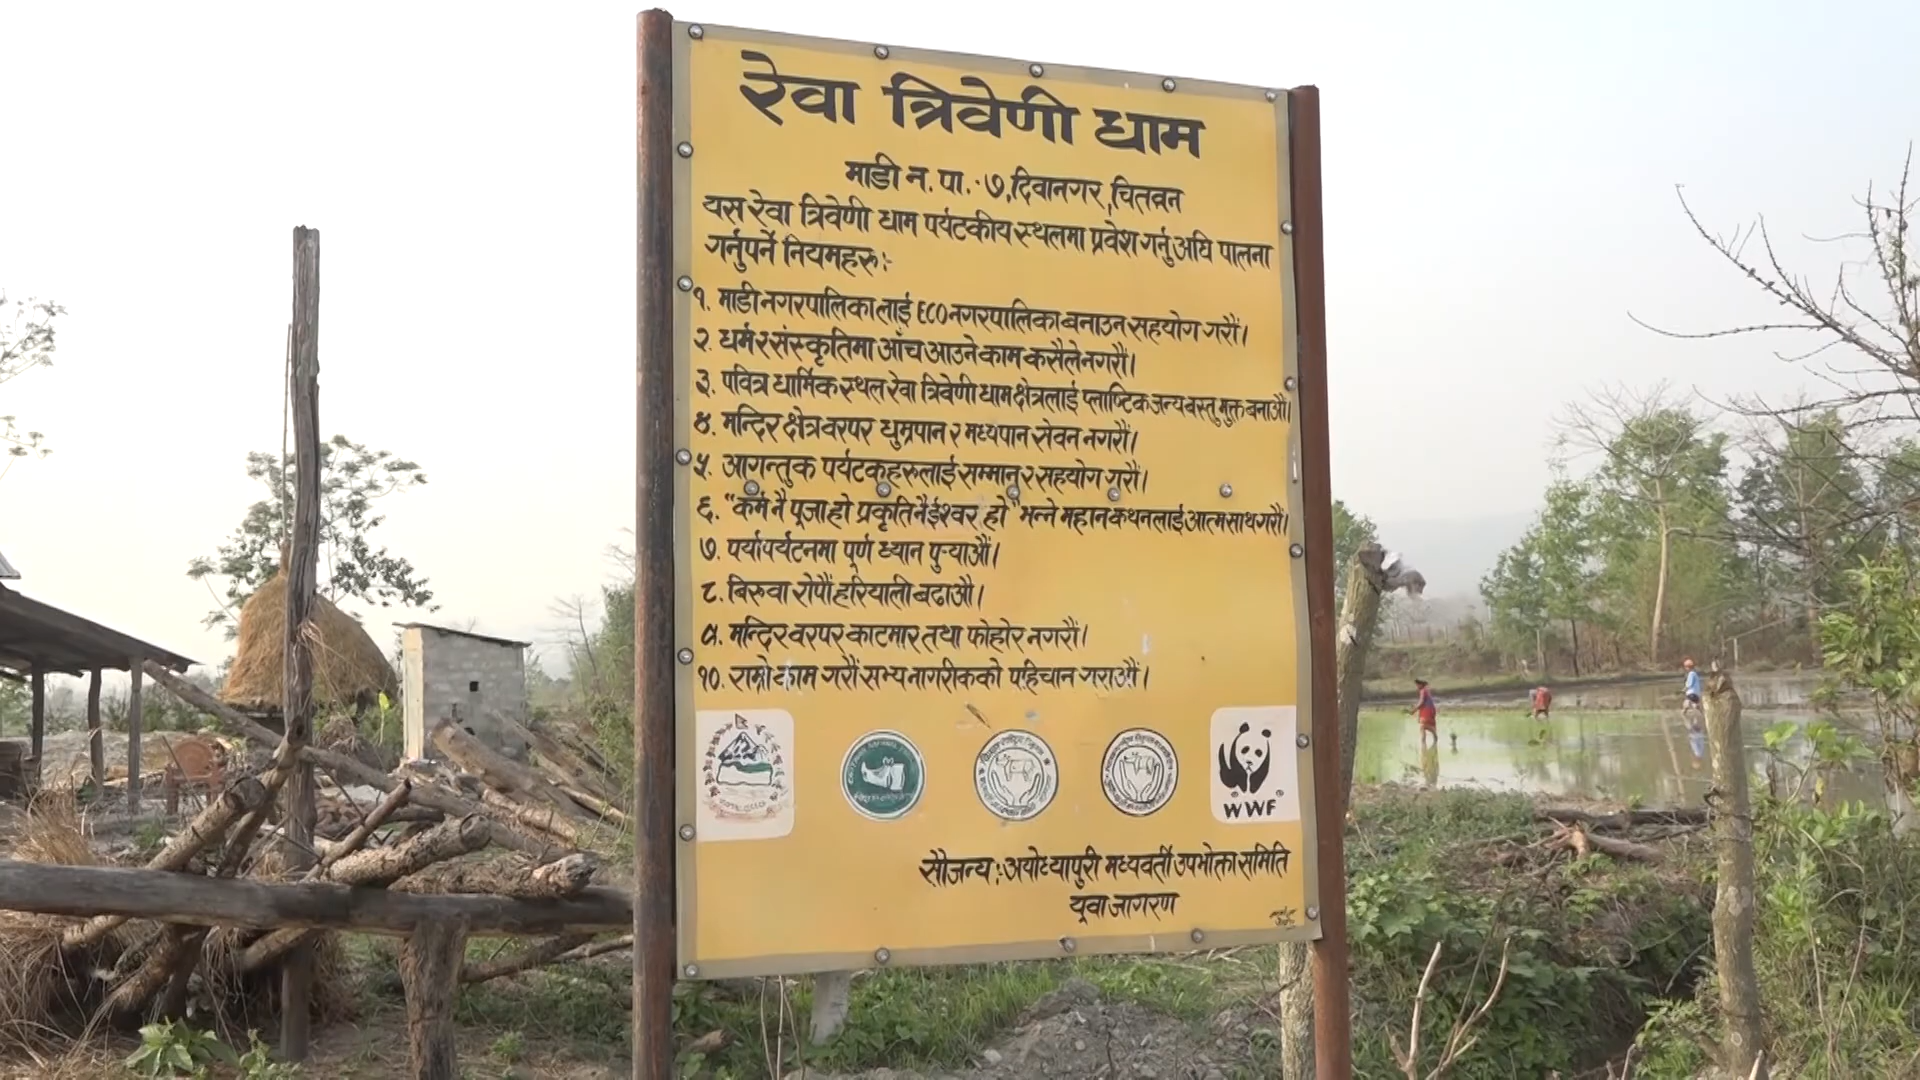 रेवा त्रिवेणी धाम
माडी न. पा. - ७, दिवानगर, चितवन
यस रेवा त्रिवेणी धाम पर्यटकीय स्थलमा प्रवेश गर्नु अघि पालना
गर्नुपर्ने नियमहरु :-
१. माडी नगरपालिकालाई ECO नगरपालिका बनाउन सहयोग गरौं।
२. धर्म र संस्कृतिमा आँच आउने काम कसैले नगरौं।
३. पवित्र धार्मिक स्थल रेवा त्रिवेणी धाम क्षेत्रलाई प्लाष्टिक जन्य वस्तु मुक्त बनाऔं।
४. मन्दिर क्षेत्र वरपर धुम्रपान र मध्यपान सेवन नगरौं।
५. आगन्तुक पर्यटकहरुलाई सम्मान र सहयोग गरौं।
६. "कर्म नै पूजा हो प्रकृति नै ईश्वर हो" भन्ने महान कथनलाई आत्मसाथ गरौं।
७. पर्यापर्यटनमा पूर्ण ध्यान पुऱ्याऔं।
८. बिरुवा रोपौं हरियाली बढाऔ।
९. मन्दिर वरपर काटमार तथा फोहोर नगरौं।
१०. राम्रो काम गरौं सभ्य नागरीकको पहिचान गराऔं।
WWF
सौजन्य :- अयोध्यापुरी मध्यवर्ती उपभोक्ता समिति
यूवा जागरण